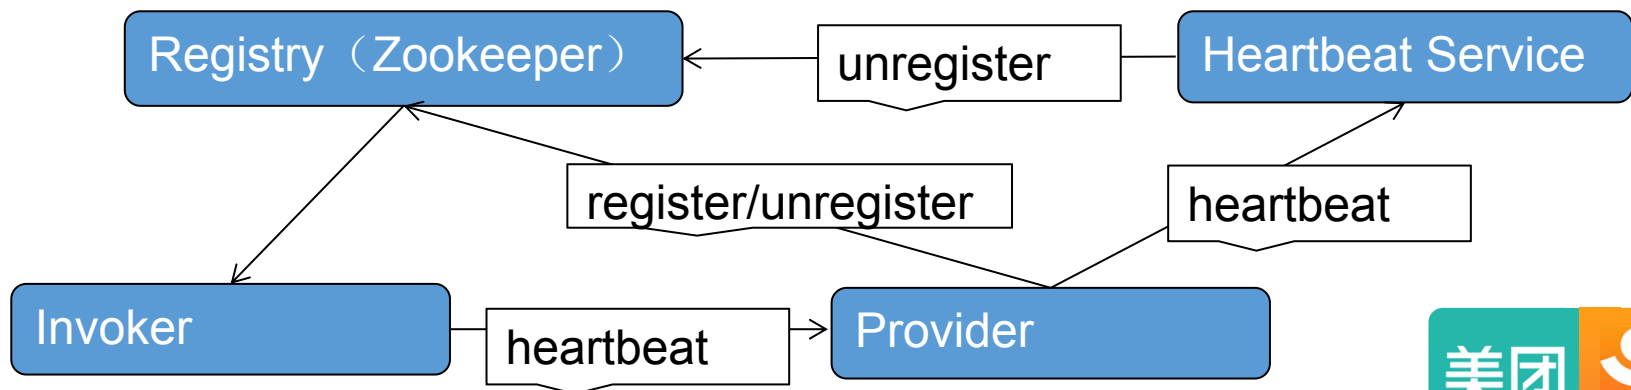 Registry（Zookeeper）
unregister
Heartbeat Service
register/unregister
heartbeat
Invoker
heartbeat
Provider
美团